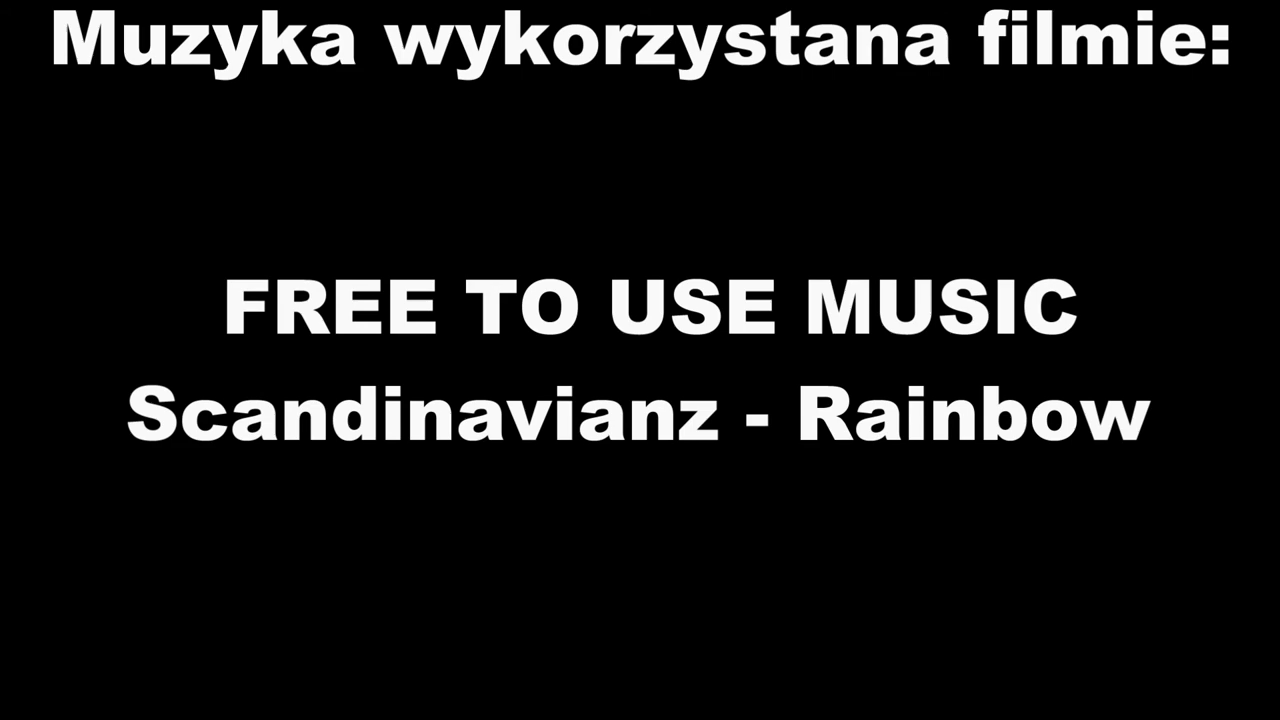 Muzyka wykorzystana filmie:
FREE TO USE MUSIC
Scandinavianz - Rainbow